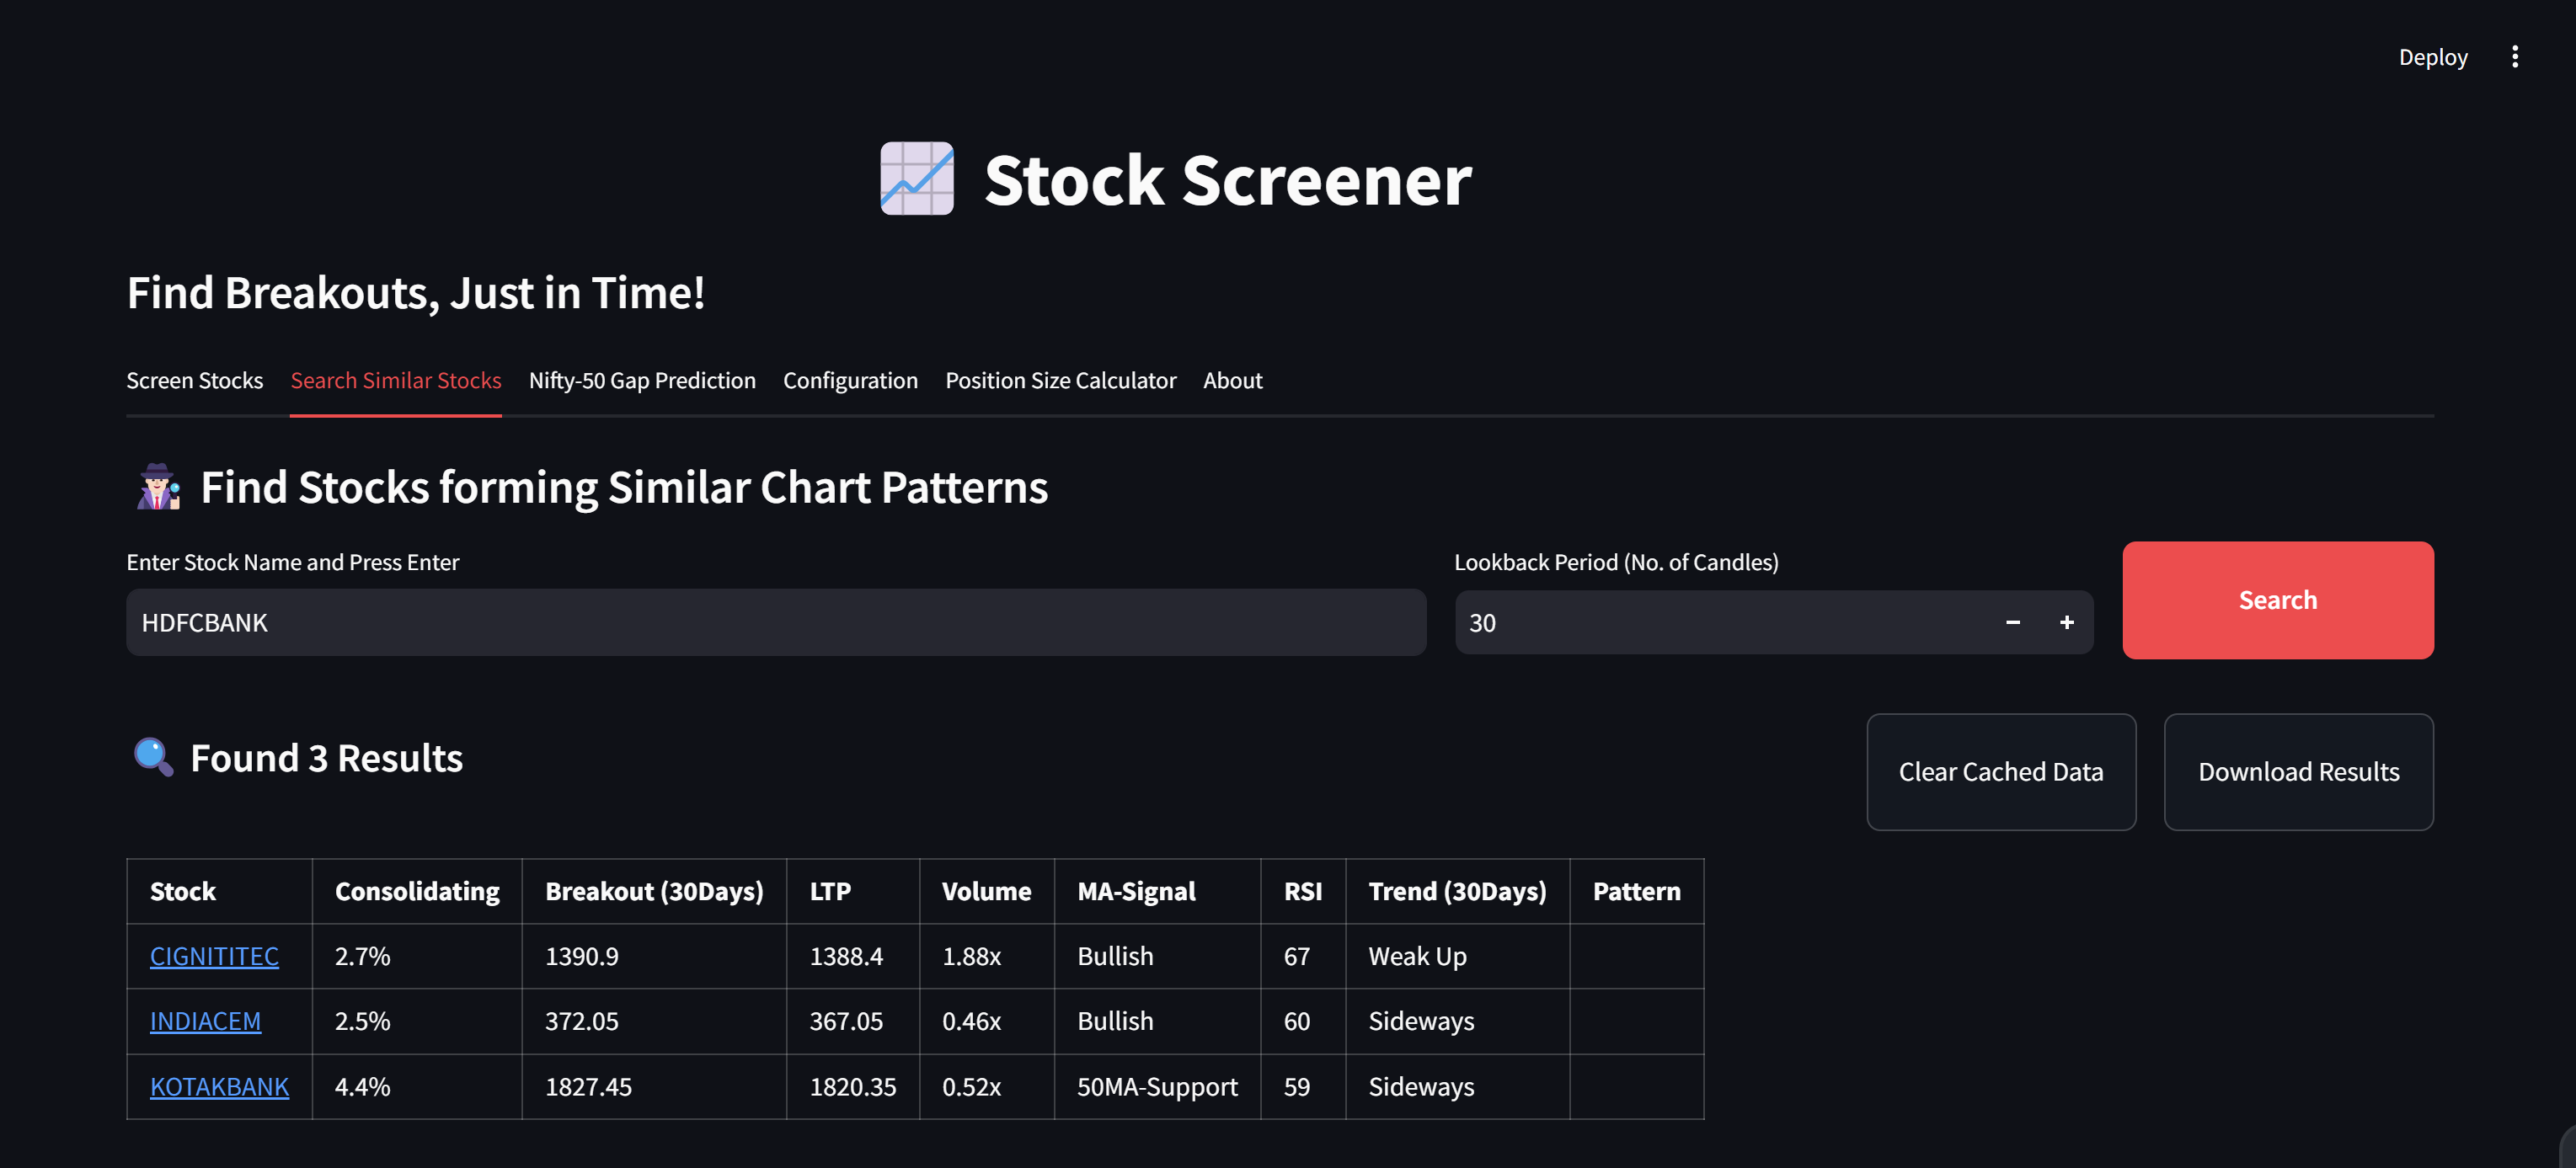 Deploy
Stock Screener
Find Breakouts, Just in Time!
Screen Stocks Search Similar Stocks Nifty-50 Gap Prediction Configuration Position Size Calculator About
Find Stocks forming Similar Chart Patterns
Enter Stock Name and Press Enter Lookback Period (No. of Candles)
HDFCBANK 30 − + Search
Found 3 Results Clear Cached Data Download Results
Stock Consolidating Breakout (30Days) LTP Volume MA-Signal RSI Trend (30Days) Pattern
CIGNITITEC 2.7% 1390.9 1388.4 1.88x Bullish 67 Weak Up
INDIACEM 2.5% 372.05 367.05 0.46x Bullish 60 Sideways
KOTAKBANK 4.4% 1827.45 1820.35 0.52x 50MA-Support 59 Sideways